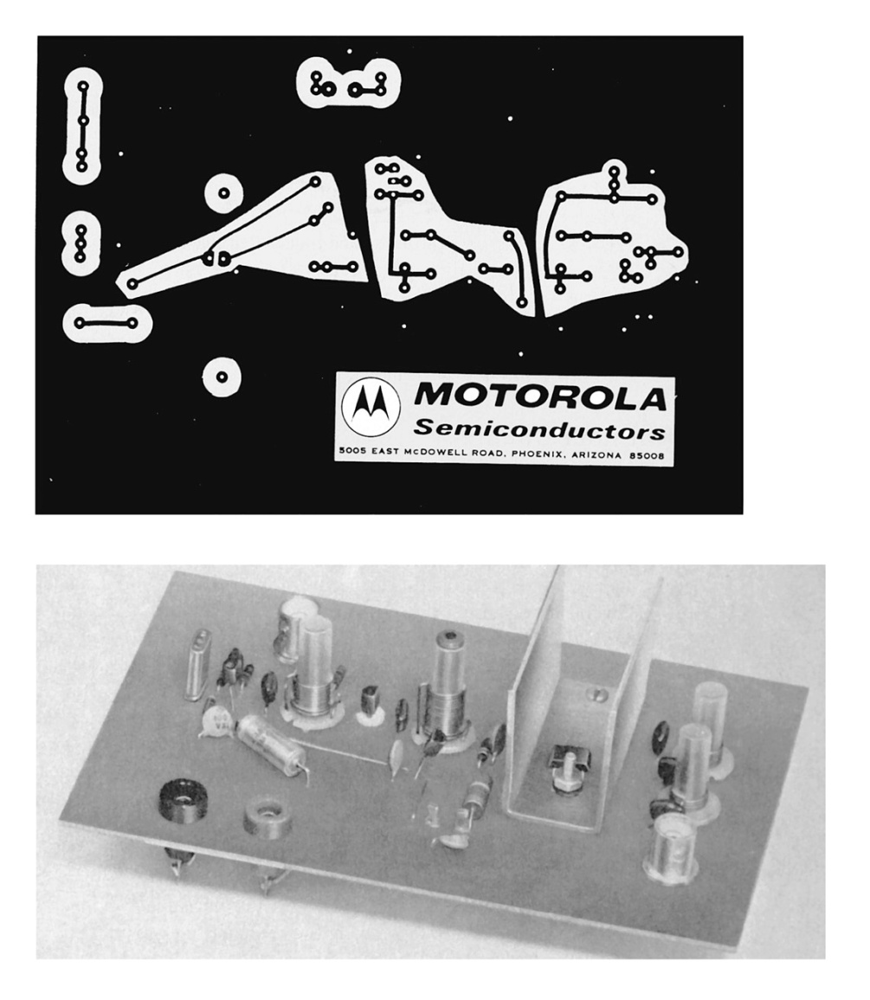 MOTOROLA
Semiconductors
5005 EAST McDOWELL ROAD, PHOENIX, ARIZONA 85008